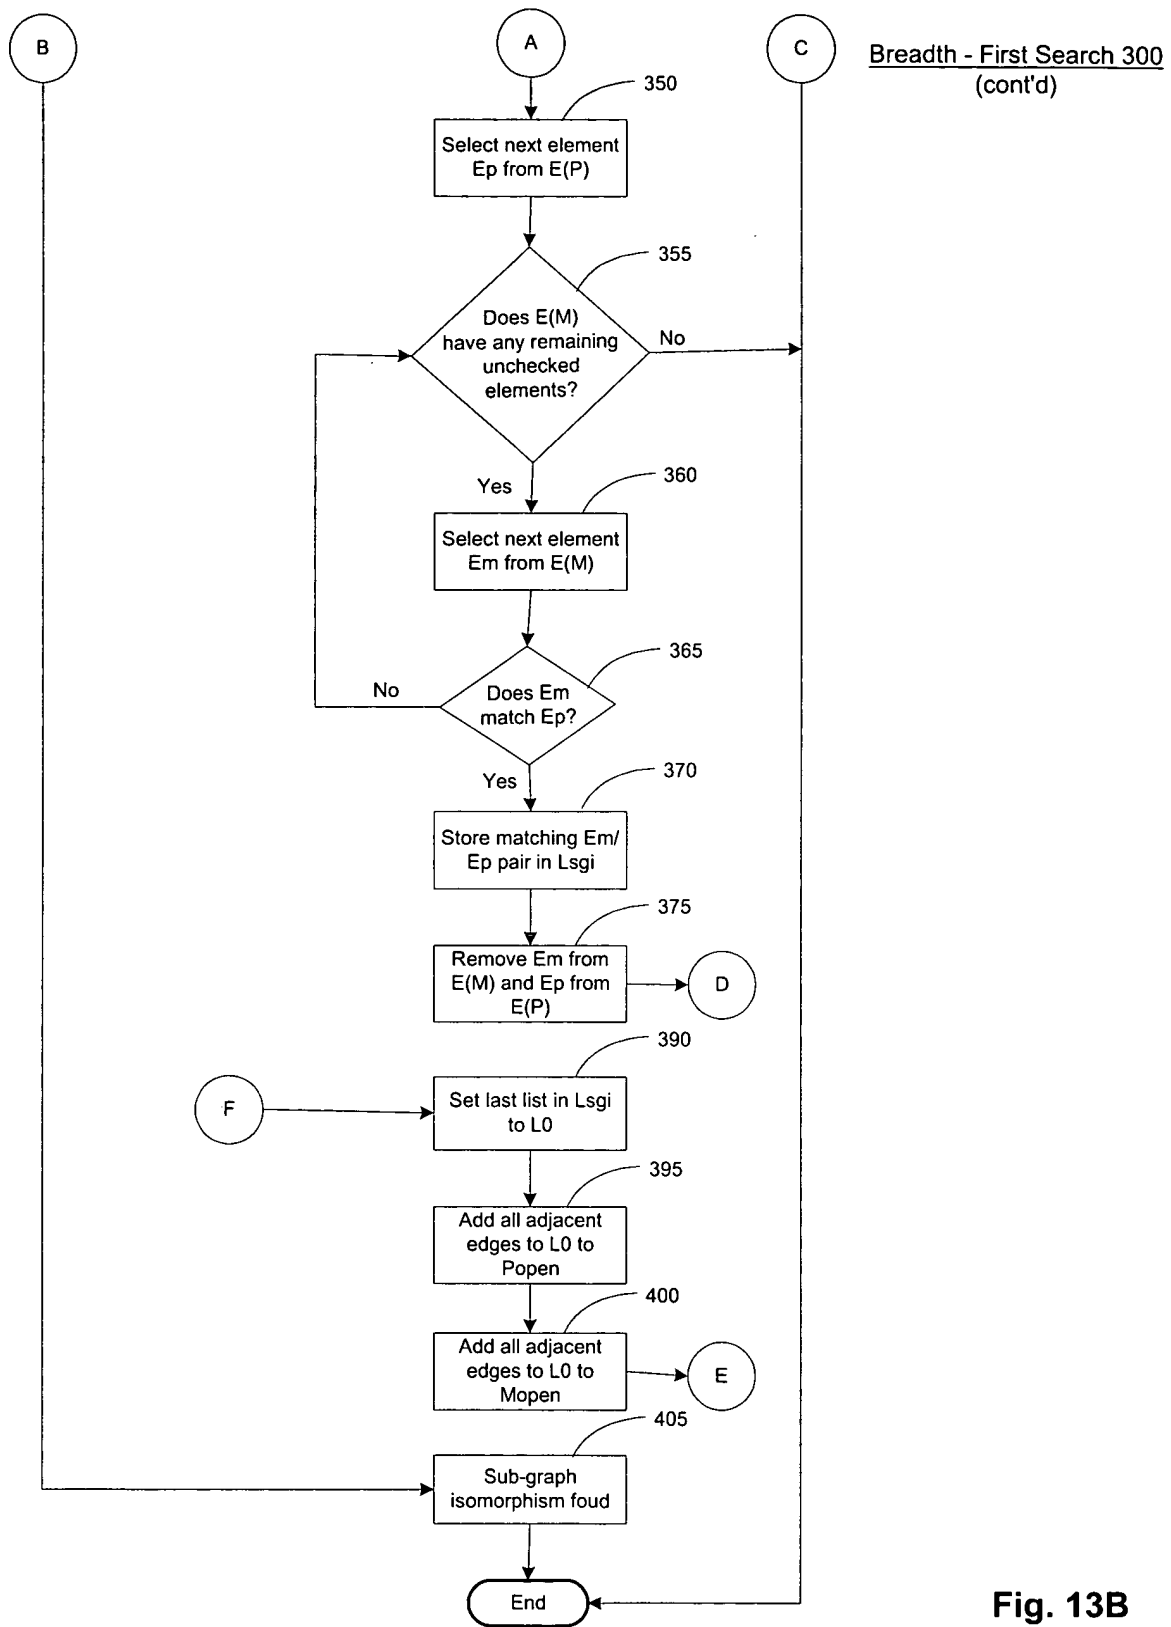 B
A
C
Breadth - First Search 300
(cont'd)
350
Select next element
Ep from E(P)
355
Does E(M)
have any remaining
unchecked
elements?
No
Yes
360
Select next element
Em from E(M)
365
Does Em
match Ep?
No
Yes
370
Store matching Em/
Ep pair in Lsgi
375
Remove Em from
E(M) and Ep from
E(P)
D
390
F
Set last list in Lsgi
to L0
395
Add all adjacent
edges to L0 to
Popen
400
Add all adjacent
edges to L0 to
Mopen
E
405
Sub-graph
isomorphism foud
End
Fig. 13B